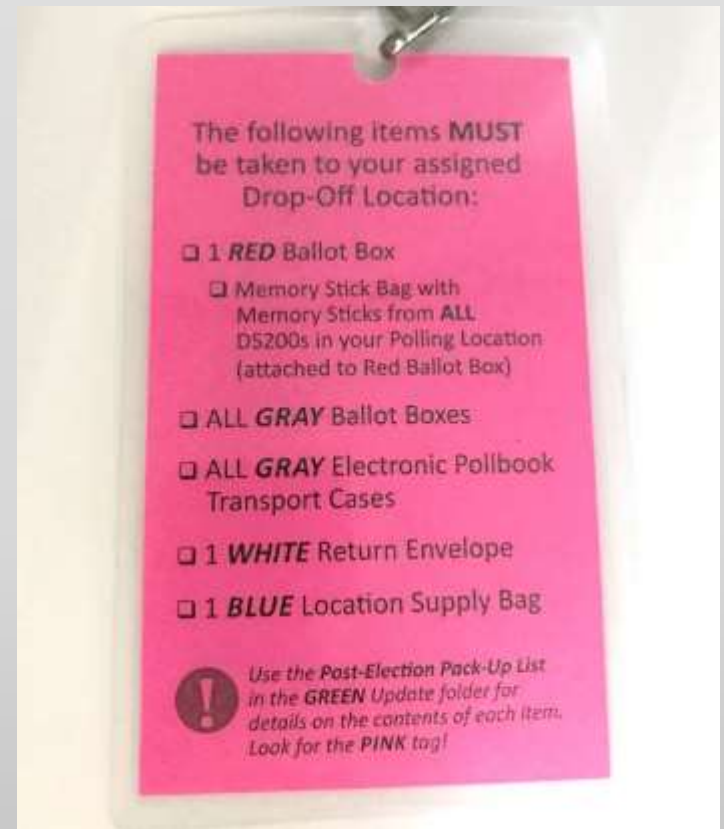 The following items MUST
be taken to your assigned
Drop-Off Location:
❑ 1 RED Ballot Box
❑ Memory Stick Bag with
Memory Sticks from ALL
DS200s in your Polling Location
(attached to Red Ballot Box)
❑ ALL GRAY Ballot Boxes
❑ ALL GRAY Electronic Pollbook
Transport Cases
❑ 1 WHITE Return Envelope
❑ 1 BLUE Location Supply Bag
! Use the Post-Election Pack-Up List
in the GREEN Update folder for
details on the contents of each item.
Look for the PINK tag!